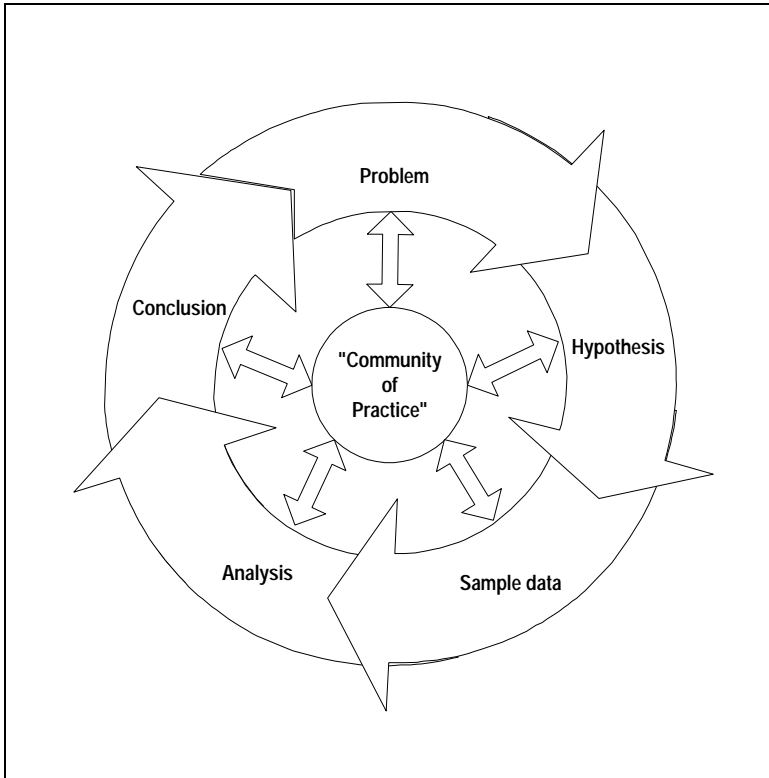 Problem
Hypothesis
Sample data
Analysis
Conclusion
"Community
of
Practice"